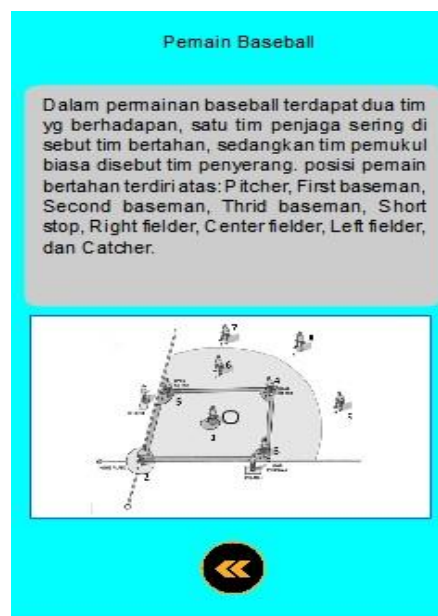 Pemain Baseball
Dalam permainan baseball terdapat dua tim
yg berhadapan, satu tim penjaga sering di
sebut tim bertahan, sedangkan tim pemukul
biasa disebut tim penyerang. posisi pemain
bertahan terdiri atas: Pitcher, First baseman,
Second baseman, Thrid baseman, Short
stop, Right fielder, Center fielder, Left fielder,
dan Catcher.
7
6
4
5
2